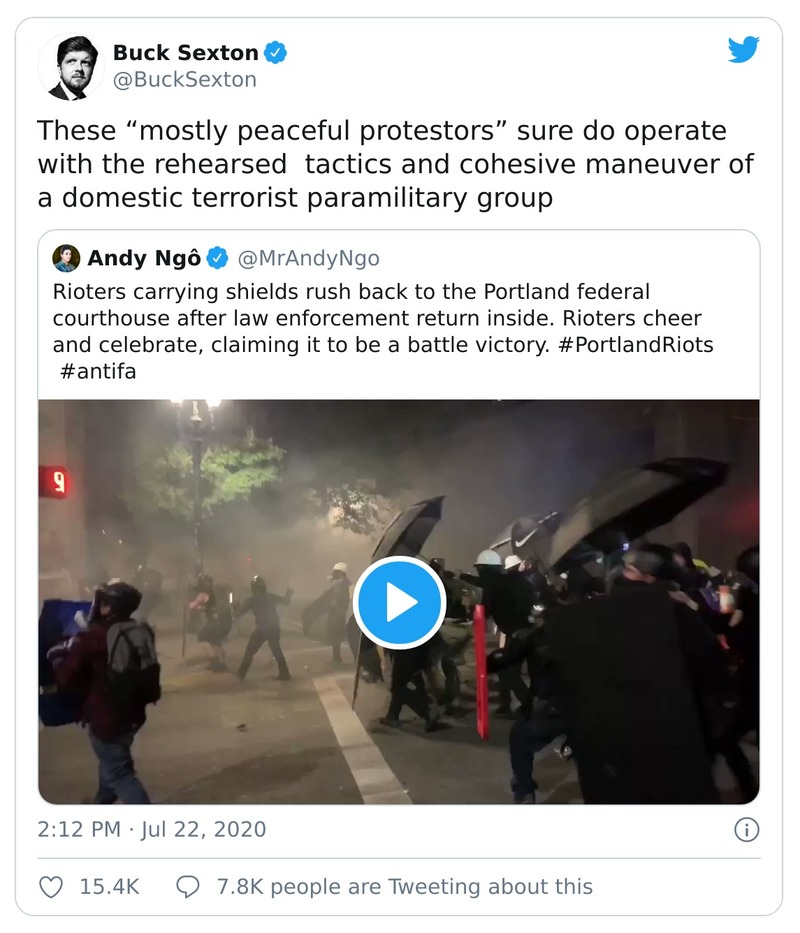 Buck Sexton
@BuckSexton
These “mostly peaceful protestors” sure do operate
with the rehearsed  tactics and cohesive maneuver of
a domestic terrorist paramilitary group
Andy Ngô @MrAndyNgo
Rioters carrying shields rush back to the Portland federal
courthouse after law enforcement return inside. Rioters cheer
and celebrate, claiming it to be a battle victory. #PortlandRiots
#antifa
9
2:12 PM · Jul 22, 2020
15.4K 7.8K people are Tweeting about this